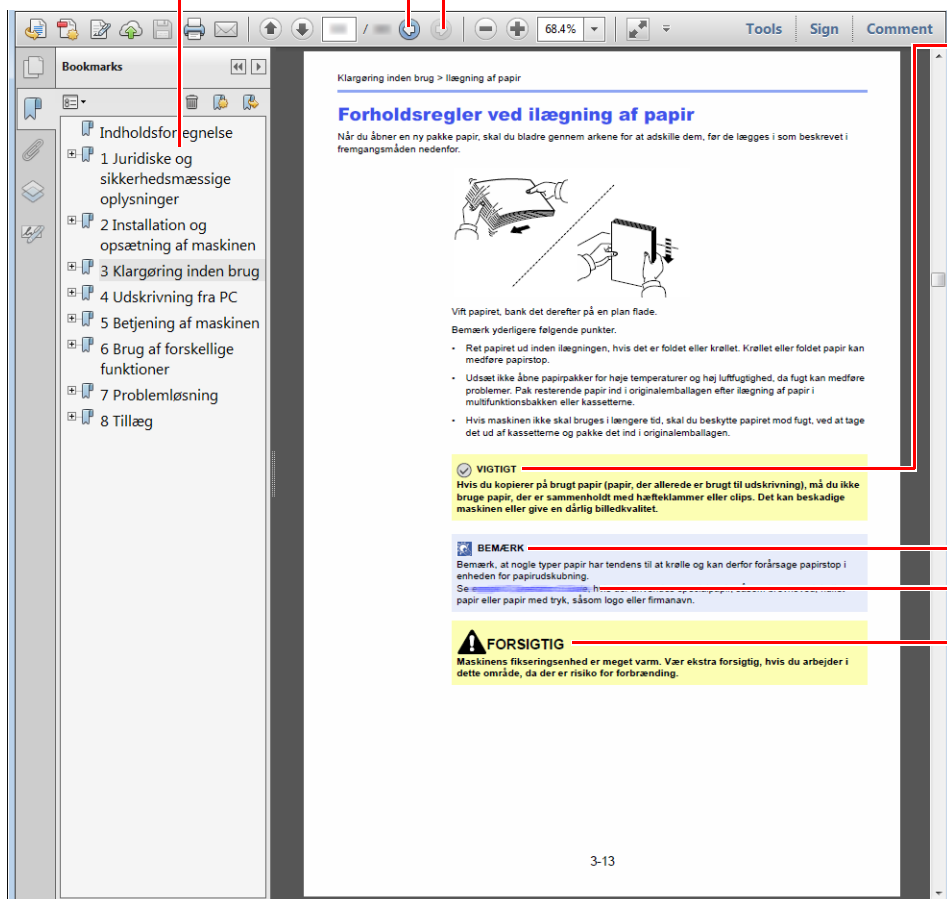 /
68.4%
Tools
Sign
Comment
Bookmarks
Indholdsfortegnelse
1 Juridiske og
sikkerhedsmæssige
oplysninger
2 Installation og
opsætning af maskinen
3 Klargøring inden brug
4 Udskrivning fra PC
5 Betjening af maskinen
6 Brug af forskellige
funktioner
7 Problemløsning
8 Tillæg
Klargøring inden brug > Ilægning af papir
Forholdsregler ved ilægning af papir
Når du åbner en ny pakke papir, skal du bladre gennem arkene for at adskille dem, før de lægges i som beskrevet i
fremgangsmåden nedenfor.
Vift papiret, bank det derefter på en plan flade.
Bemærk yderligere følgende punkter.
• Ret papiret ud inden ilægningen, hvis det er foldet eller krøllet. Krøllet eller foldet papir kan
medføre papirstop.
• Udsæt ikke åbne papirpakker for høje temperaturer og høj luftfugtighed, da fugt kan medføre
problemer. Pak resterende papir ind i originalemballagen efter ilægning af papir i
multifunktionsbakken eller kassetterne.
• Hvis maskinen ikke skal bruges i længere tid, skal du beskytte papiret mod fugt, ved at tage
det ud af kassetterne og pakke det ind i originalemballagen.
VIGTIGT
Hvis du kopierer på brugt papir (papir, der allerede er brugt til udskrivning), må du ikke
bruge papir, der er sammenholdt med hæfteklammer eller clips. Det kan beskadige
maskinen eller give en dårlig billedkvalitet.
BEMÆRK
Bemærk, at nogle typer papir har tendens til at krølle og kan derfor forårsage papirstop i
enheden for papirudskubning.
Se
papir eller papir med tryk, såsom logo eller firmanavn.
FORSIGTIG
Maskinens fikseringsenhed er meget varm. Vær ekstra forsigtig, hvis du arbejder i
dette område, da der er risiko for forbrænding.
3-13